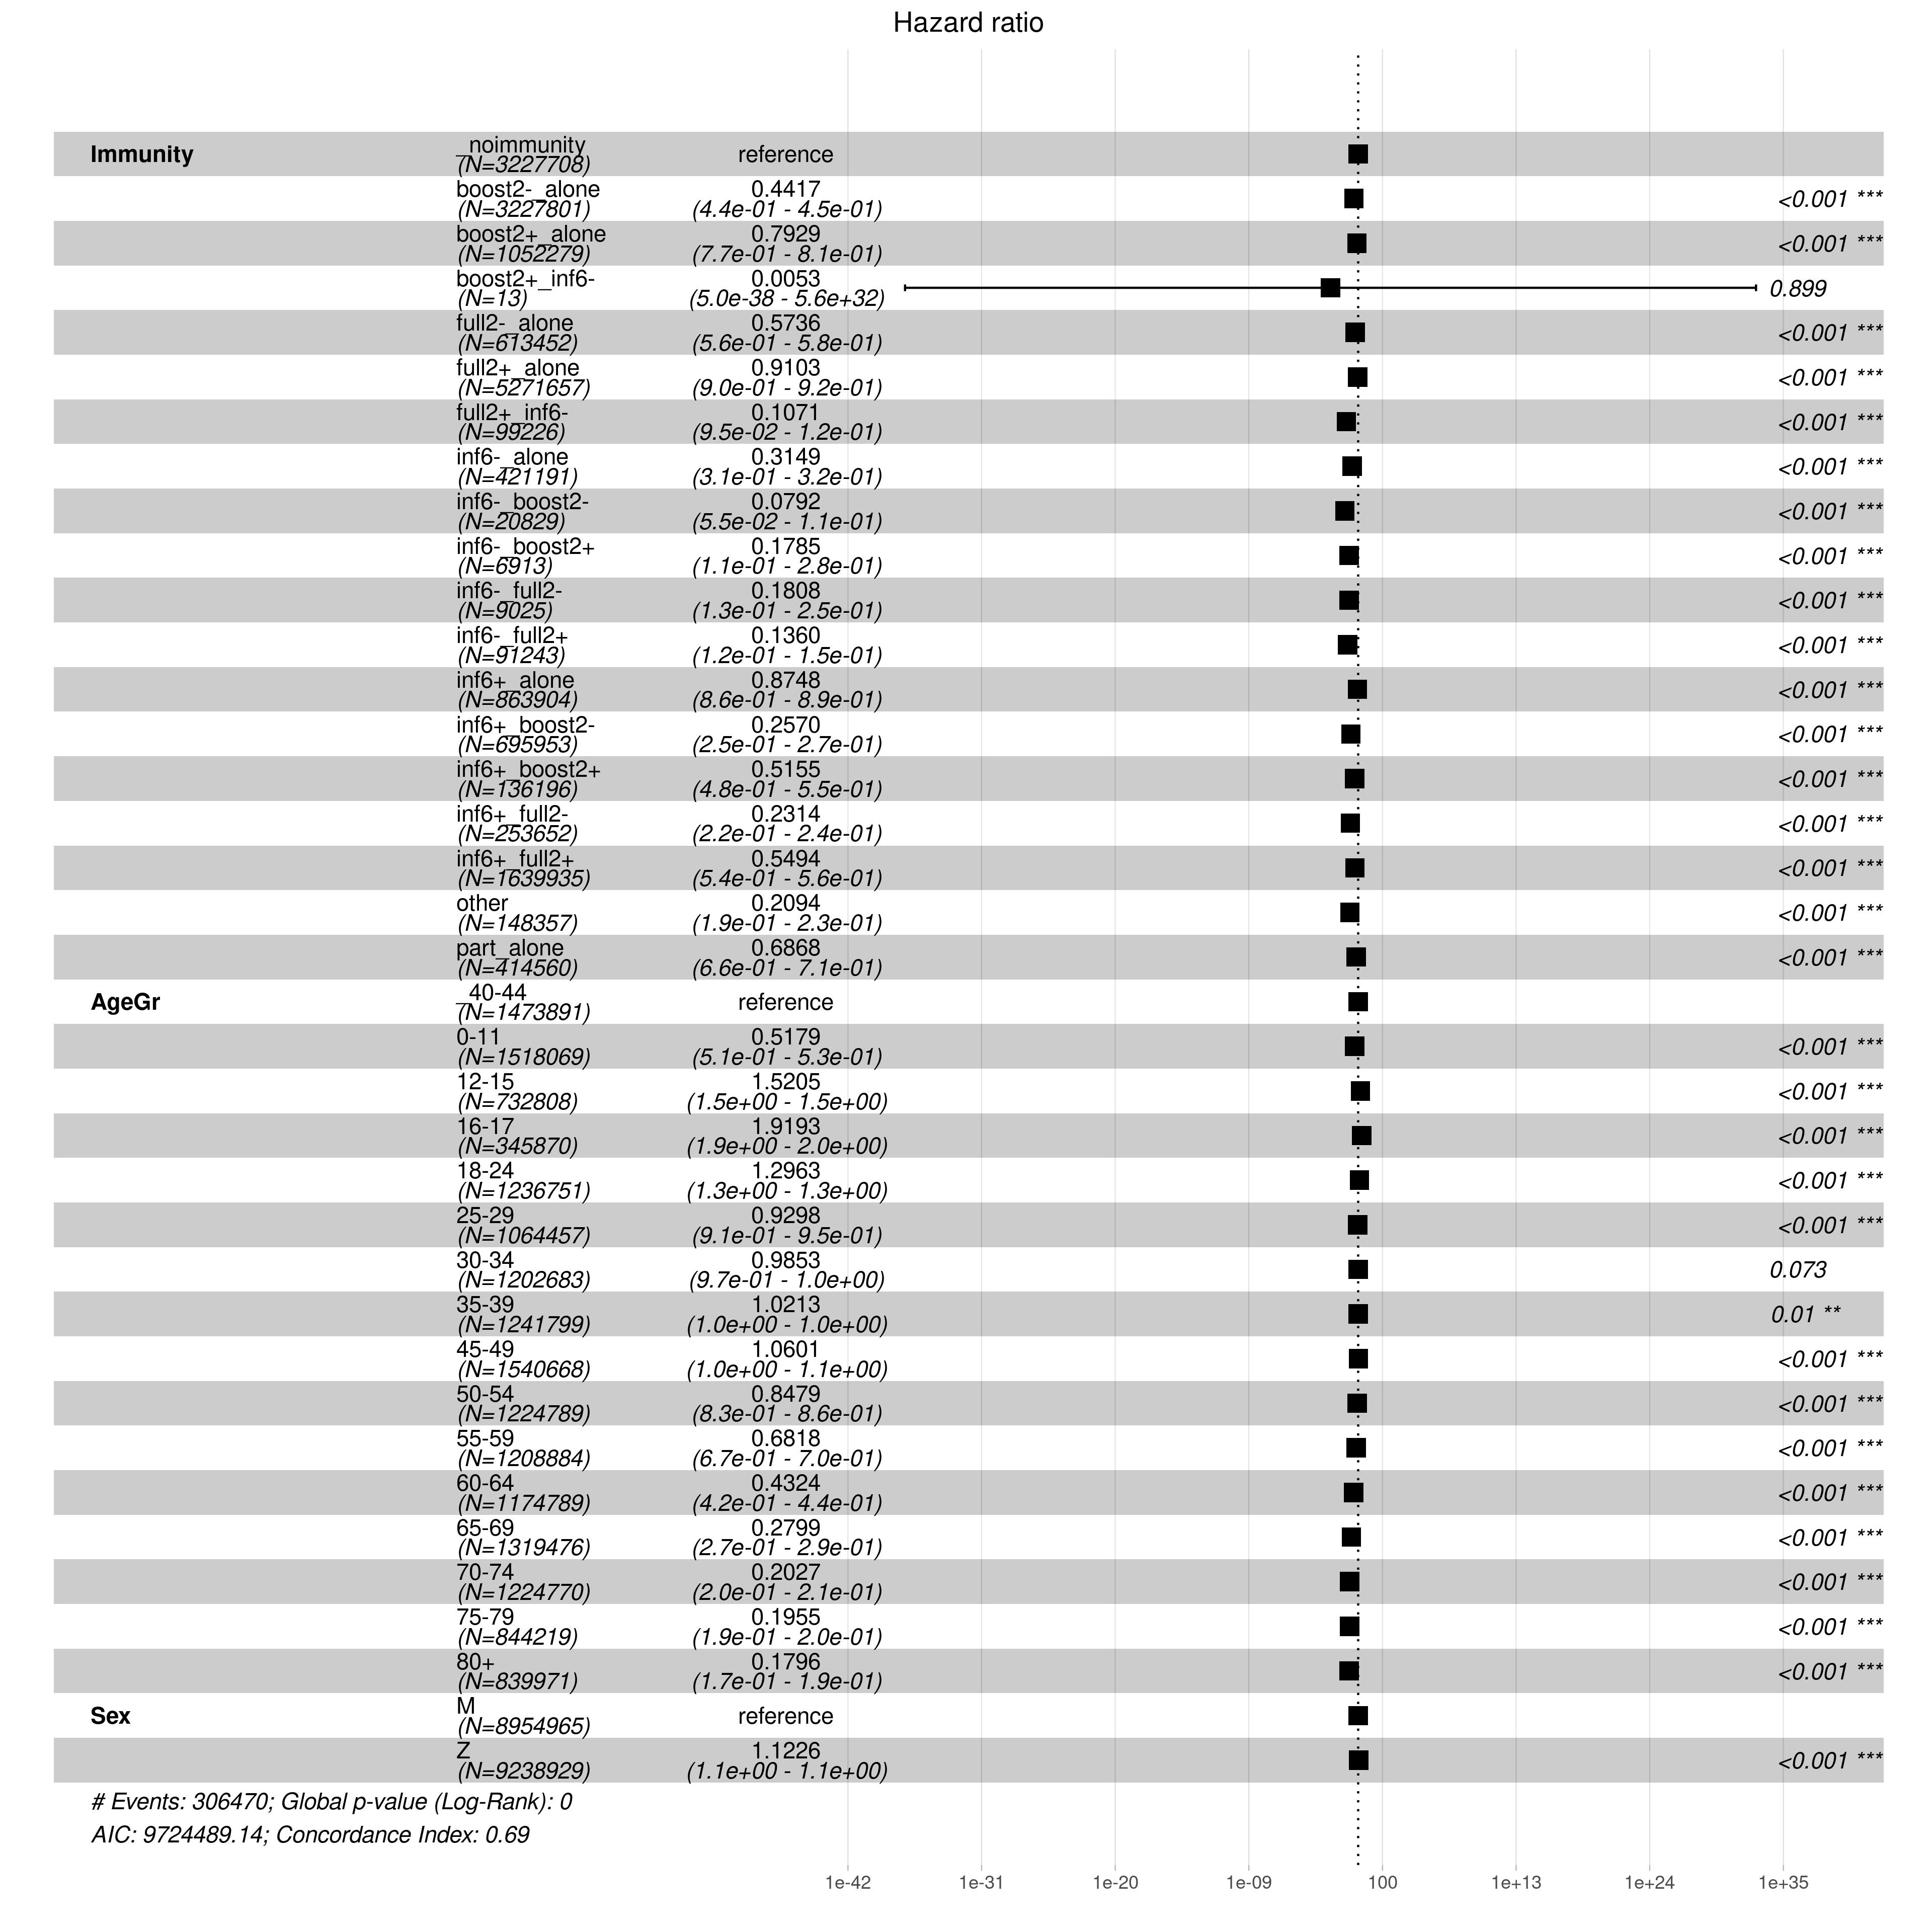 Hazard ratio
Immunity
_noimmunity
(N=3227708)
reference
boost2-_alone
(N=3227801)
0.4417
(4.4e-01 - 4.5e-01)
<0.001 ***
boost2+_alone
(N=1052279)
0.7929
(7.7e-01 - 8.1e-01)
<0.001 ***
boost2+_inf6-
(N=13)
0.0053
(5.0e-38 - 5.6e+32)
0.899
full2-_alone
(N=613452)
0.5736
(5.6e-01 - 5.8e-01)
<0.001 ***
full2+_alone
(N=5271657)
0.9103
(9.0e-01 - 9.2e-01)
<0.001 ***
full2+_inf6-
(N=99226)
0.1071
(9.5e-02 - 1.2e-01)
<0.001 ***
inf6-_alone
(N=421191)
0.3149
(3.1e-01 - 3.2e-01)
<0.001 ***
inf6-_boost2-
(N=20829)
0.0792
(5.5e-02 - 1.1e-01)
<0.001 ***
inf6-_boost2+
(N=6913)
0.1785
(1.1e-01 - 2.8e-01)
<0.001 ***
inf6-_full2-
(N=9025)
0.1808
(1.3e-01 - 2.5e-01)
<0.001 ***
inf6-_full2+
(N=91243)
0.1360
(1.2e-01 - 1.5e-01)
<0.001 ***
inf6+_alone
(N=863904)
0.8748
(8.6e-01 - 8.9e-01)
<0.001 ***
inf6+_boost2-
(N=695953)
0.2570
(2.5e-01 - 2.7e-01)
<0.001 ***
inf6+_boost2+
(N=136196)
0.5155
(4.8e-01 - 5.5e-01)
<0.001 ***
inf6+_full2-
(N=253652)
0.2314
(2.2e-01 - 2.4e-01)
<0.001 ***
inf6+_full2+
(N=1639935)
0.5494
(5.4e-01 - 5.6e-01)
<0.001 ***
other
(N=148357)
0.2094
(1.9e-01 - 2.3e-01)
<0.001 ***
part_alone
(N=414560)
0.6868
(6.6e-01 - 7.1e-01)
<0.001 ***
AgeGr
_40-44
(N=1473891)
reference
0-11
(N=1518069)
0.5179
(5.1e-01 - 5.3e-01)
<0.001 ***
12-15
(N=732808)
1.5205
(1.5e+00 - 1.5e+00)
<0.001 ***
16-17
(N=345870)
1.9193
(1.9e+00 - 2.0e+00)
<0.001 ***
18-24
(N=1236751)
1.2963
(1.3e+00 - 1.3e+00)
<0.001 ***
25-29
(N=1064457)
0.9298
(9.1e-01 - 9.5e-01)
<0.001 ***
30-34
(N=1202683)
0.9853
(9.7e-01 - 1.0e+00)
0.073
35-39
(N=1241799)
1.0213
(1.0e+00 - 1.0e+00)
0.01 **
45-49
(N=1540668)
1.0601
(1.0e+00 - 1.1e+00)
<0.001 ***
50-54
(N=1224789)
0.8479
(8.3e-01 - 8.6e-01)
<0.001 ***
55-59
(N=1208884)
0.6818
(6.7e-01 - 7.0e-01)
<0.001 ***
60-64
(N=1174789)
0.4324
(4.2e-01 - 4.4e-01)
<0.001 ***
65-69
(N=1319476)
0.2799
(2.7e-01 - 2.9e-01)
<0.001 ***
70-74
(N=1224770)
0.2027
(2.0e-01 - 2.1e-01)
<0.001 ***
75-79
(N=844219)
0.1955
(1.9e-01 - 2.0e-01)
<0.001 ***
80+
(N=839971)
0.1796
(1.7e-01 - 1.9e-01)
<0.001 ***
Sex
M
(N=8954965)
reference
Z
(N=9238929)
1.1226
(1.1e+00 - 1.1e+00)
<0.001 ***
# Events: 306470; Global p-value (Log-Rank): 0
AIC: 9724489.14; Concordance Index: 0.69
1e-42 1e-31 1e-20 1e-09 100 1e+13 1e+24 1e+35